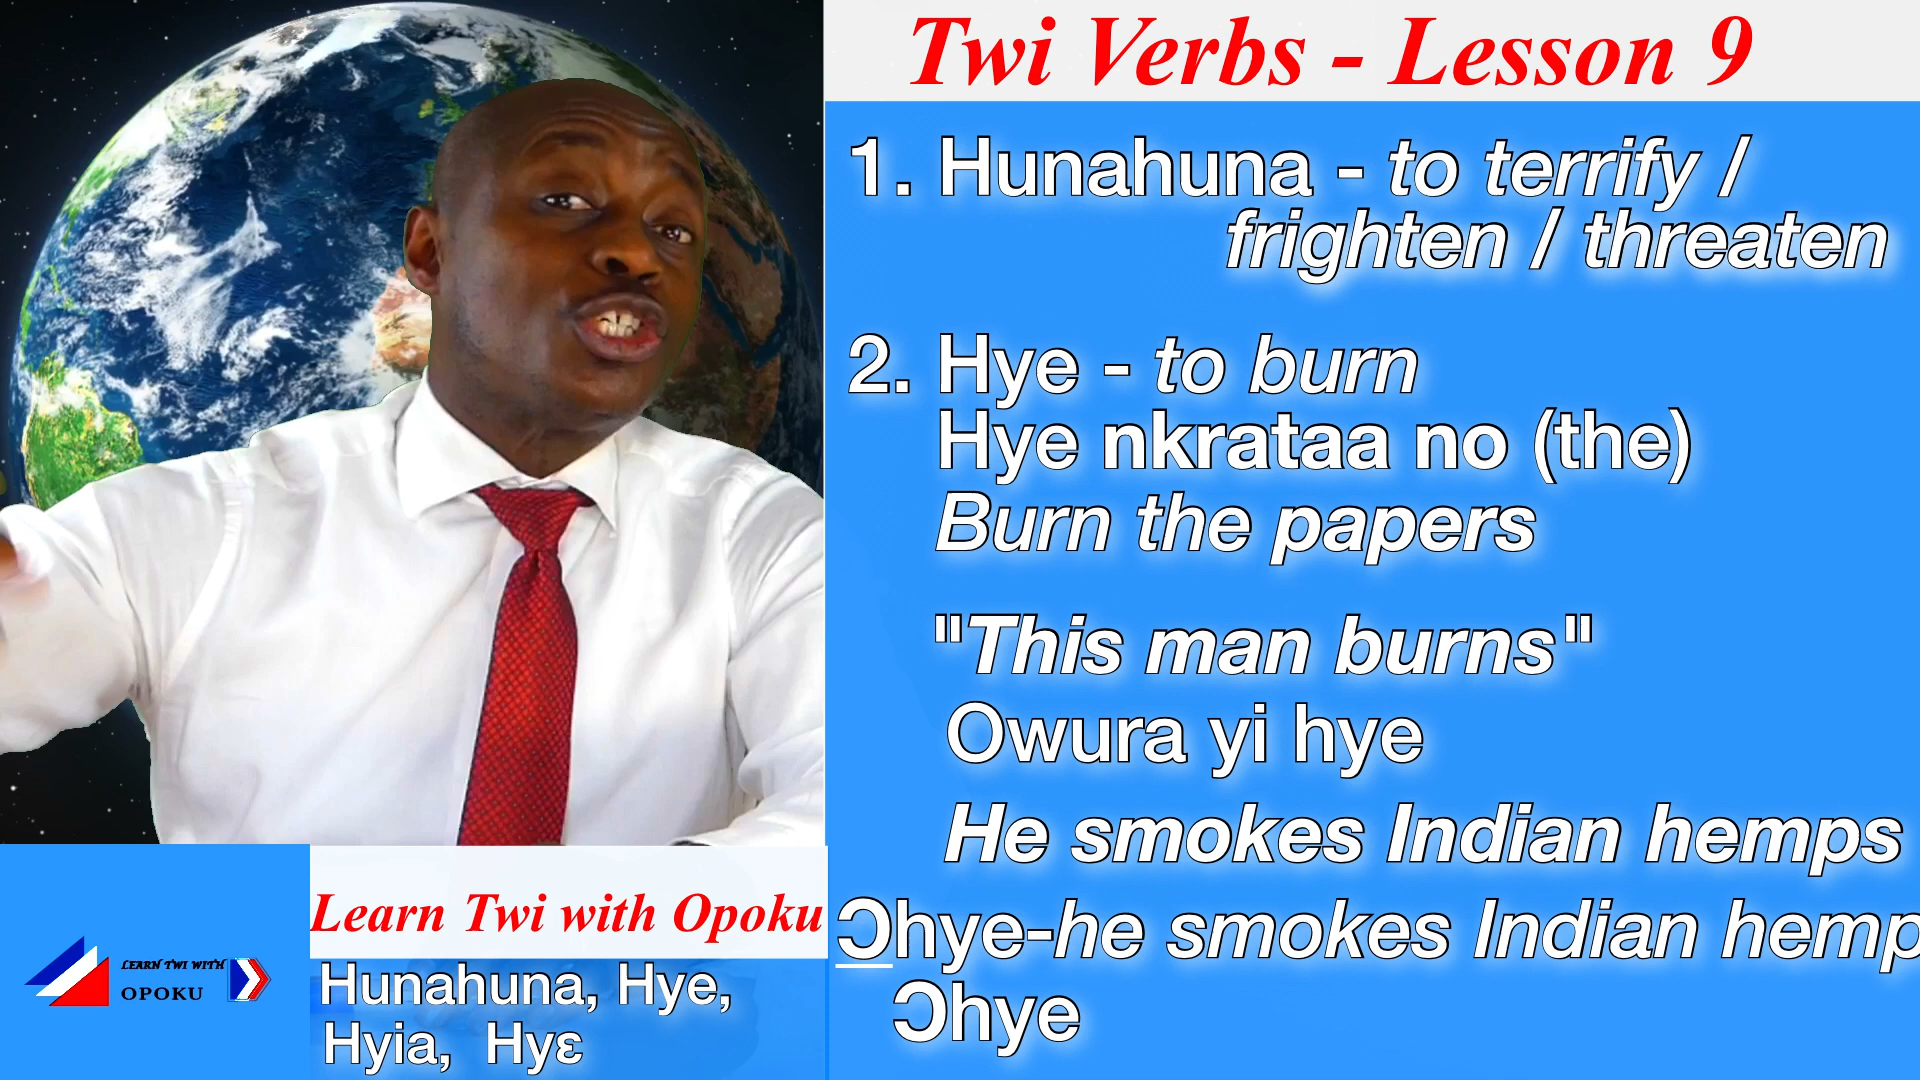 Twi Verbs - Lesson 9
1. Hunahuna - to terrify /
frighten / threaten
2. Hye - to burn
Hye nkrataa no (the)
Burn the papers
"This man burns"
Owura yi hye
He smokes Indian hemps
Ɔhye-he smokes Indian hemp
Ɔhye
Learn Twi with Opoku
Hunahuna, Hye,
Hyia, Hyɛ
LEARN TWI WITH
OPOKU